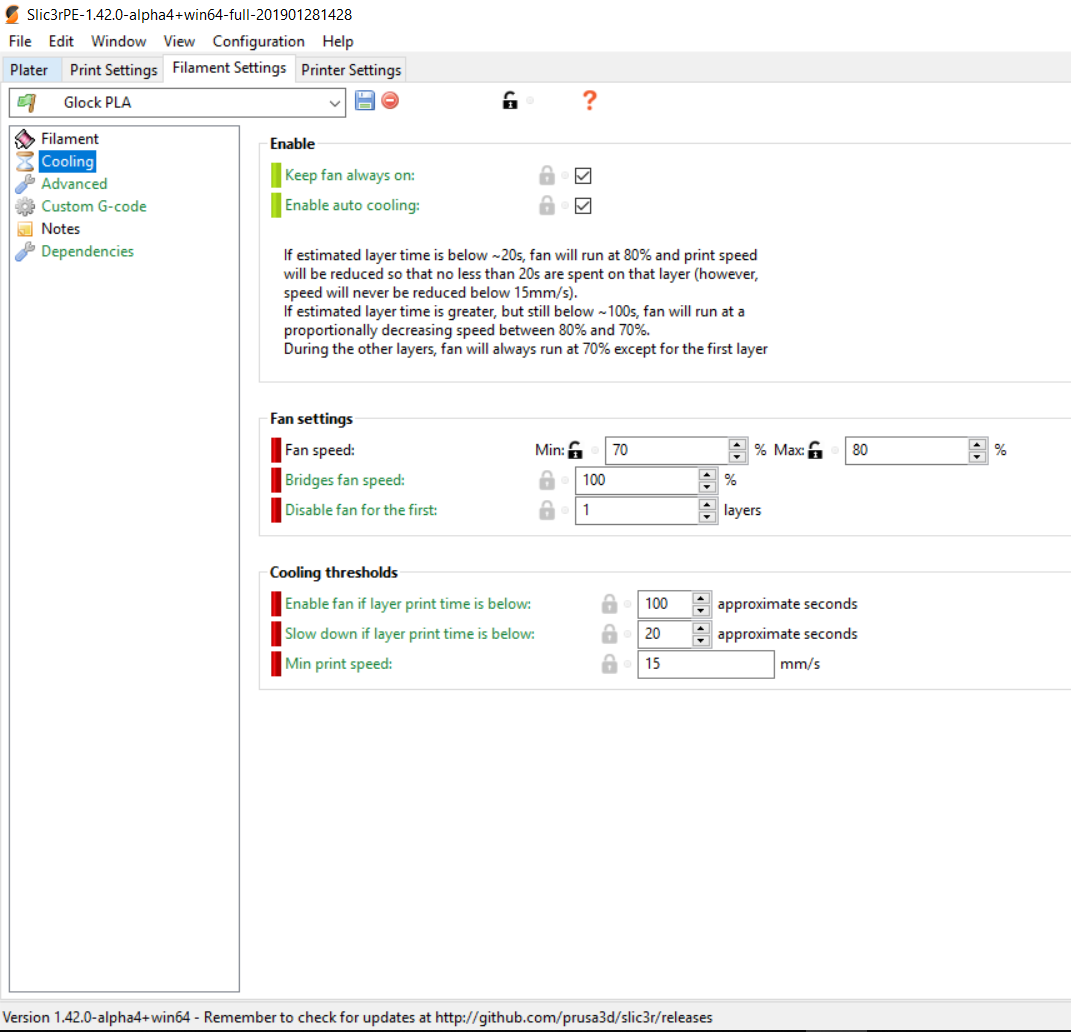 Slic3rPE-1.42.0-alpha4+win64-full-201901281428
File Edit Window View Configuration Help
Plater Print Settings Filament Settings Printer Settings
Glock PLA ?
Filament
Cooling
Advanced
Custom G-code
Notes
Dependencies
Enable
Keep fan always on:
Enable auto cooling:
If estimated layer time is below ~20s, fan will run at 80% and print speed
will be reduced so that no less than 20s are spent on that layer (however,
speed will never be reduced below 15mm/s).
If estimated layer time is greater, but still below ~100s, fan will run at a
proportionally decreasing speed between 80% and 70%.
During the other layers, fan will always run at 70% except for the first layer
Fan settings
Fan speed: Min: 70 % Max: 80 %
Bridges fan speed: 100 %
Disable fan for the first: 1 layers
Cooling thresholds
Enable fan if layer print time is below: 100 approximate seconds
Slow down if layer print time is below: 20 approximate seconds
Min print speed: 15 mm/s
Version 1.42.0-alpha4+win64 - Remember to check for updates at http://github.com/prusa3d/slic3r/releases